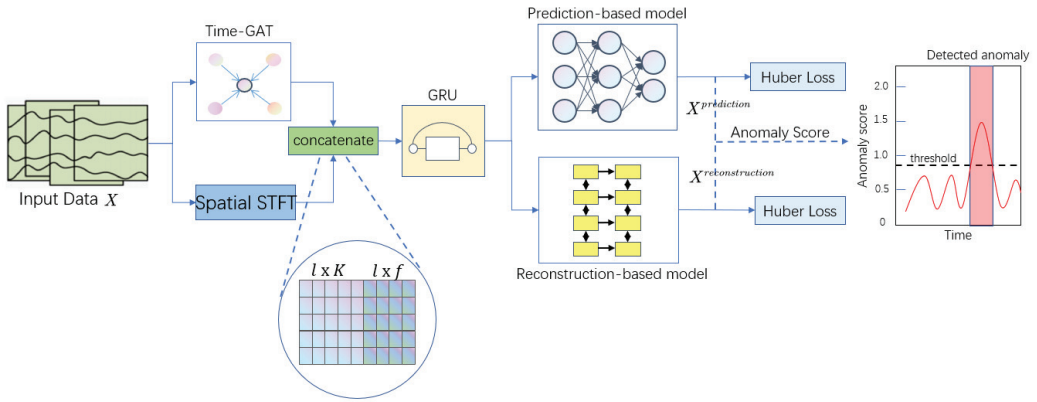 Time-GAT
Input Data X
Spatial STFT
concatenate
l x K
l x f
GRU
Prediction-based model
Reconstruction-based model
X^prediction
X^reconstruction
Huber Loss
Anomaly Score
Huber Loss
Detected anomaly
Anomaly score
2.0
1.5
1.0
0.5
0
threshold
Time